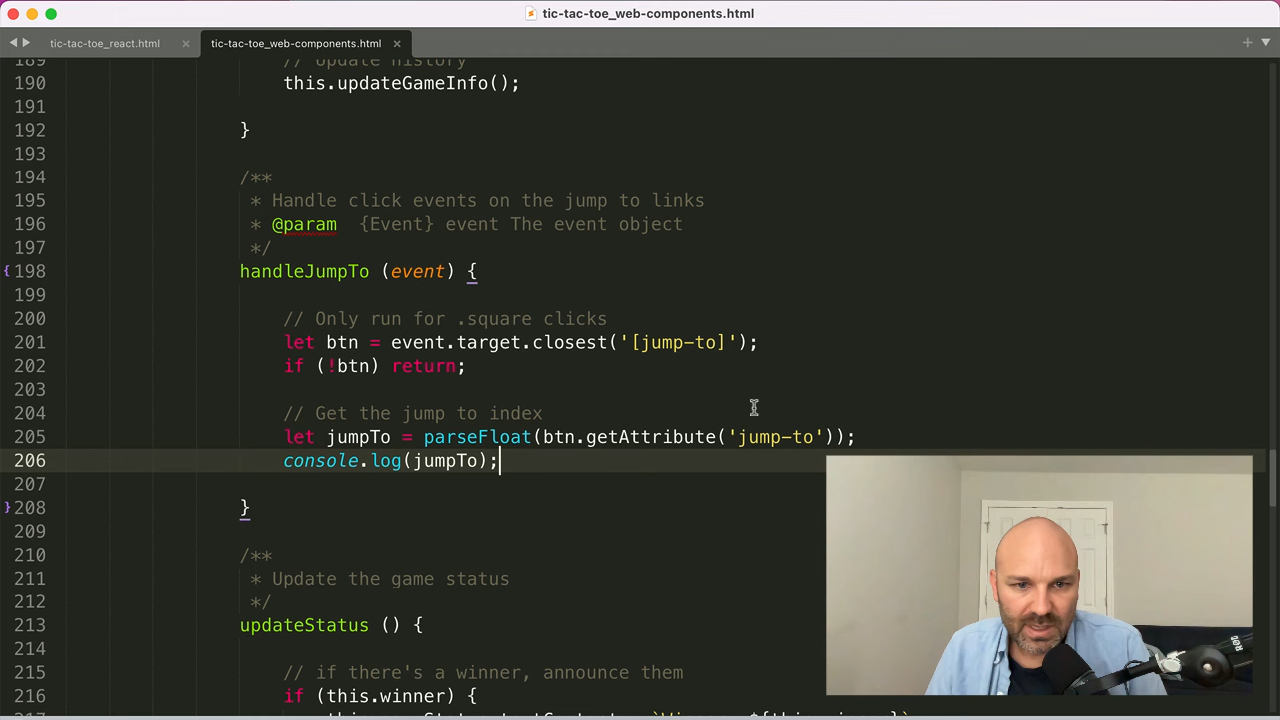 tic-tac-toe_web-components.html
tic-tac-toe_react.html
tic-tac-toe_web-components.html
189 // Update history
190 this.updateGameInfo();
191
192 }
193
194 /**
195 * Handle click events on the jump to links
196 * @param {Event} event The event object
197 */
198 handleJumpTo (event) {
199
200 // Only run for .square clicks
201 let btn = event.target.closest('[jump-to]');
202 if (!btn) return;
203
204 // Get the jump to index
205 let jumpTo = parseFloat(btn.getAttribute('jump-to'));
206 console.log(jumpTo);
207
208 }
209
210 /**
211 * Update the game status
212 */
213 updateStatus () {
214
215 // if there's a winner, announce them
216 if (this.winner) {
217
RØDE